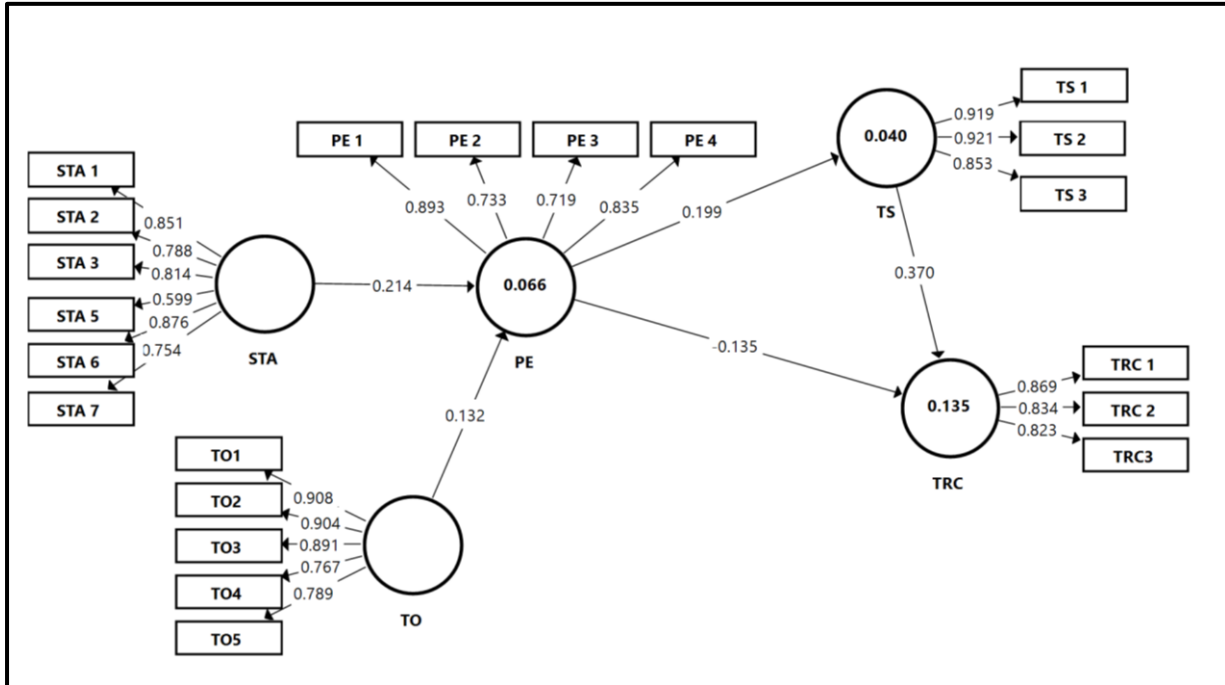 STA 1
STA 2
STA 3
STA 5
STA 6
STA 7
0.851
0.788
0.814
0.599
0.876
0.754
STA
0.214
PE 1
PE 2
PE 3
PE 4
0.893
0.733
0.719
0.835
0.066
PE
0.199
-0.135
TS 1
TS 2
TS 3
0.919
0.921
0.853
0.040
TS
0.370
TRC 1
TRC 2
TRC3
0.869
0.834
0.823
0.135
TRC
0.132
TO1
TO2
TO3
TO4
TO5
0.908
0.904
0.891
0.767
0.789
TO